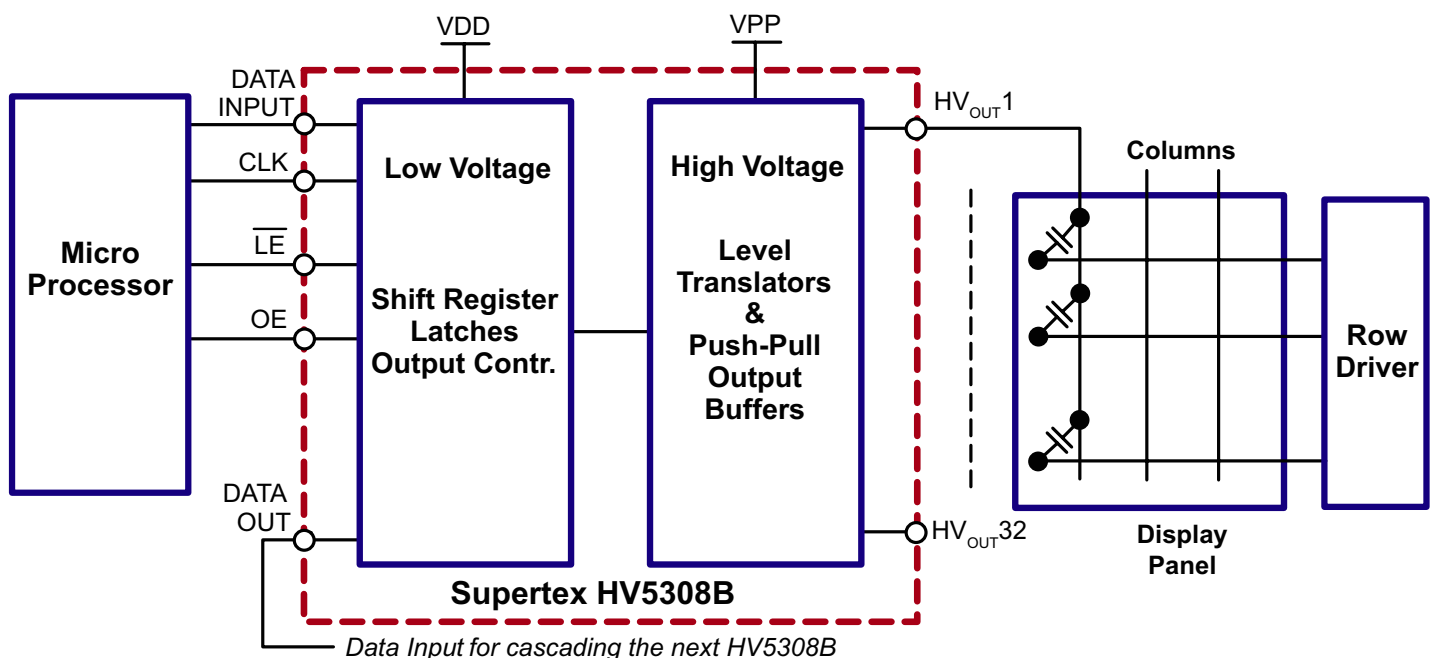 VDD
VPP
DATA
INPUT
CLK
LE
OE
DATA
OUT
Micro
Processor
Low Voltage
Shift Register
Latches
Output Contr.
High Voltage
Level
Translators
&
Push-Pull
Output
Buffers
Supertex HV5308B
Data Input for cascading the next HV5308B
HVOUT1
HVOUT32
Columns
Display
Panel
Row
Driver